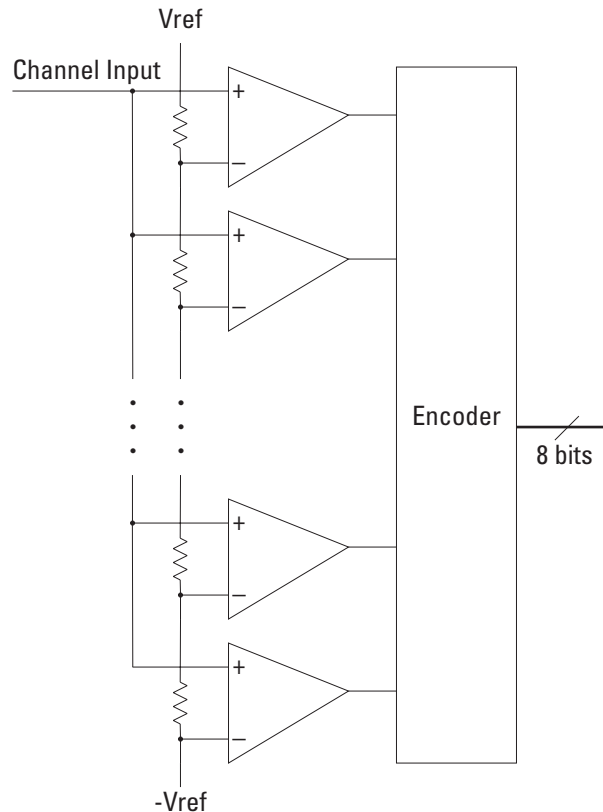 Vref
Channel Input
+
−
+
−
Encoder
8 bits
+
−
+
−
-Vref